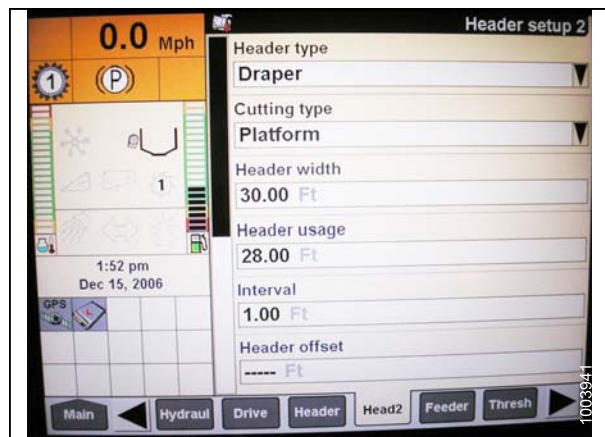 0.0 Mph
1
(P)
1
1:52 pm
Dec 15, 2006
GPS
Header setup 2
Header type
Draper
Cutting type
Platform
Header width
30.00 Ft
Header usage
28.00 Ft
Interval
1.00 Ft
Header offset
----- Ft
Main
Hydraul
Drive
Header
Head2
Feeder
Thresh
1003941